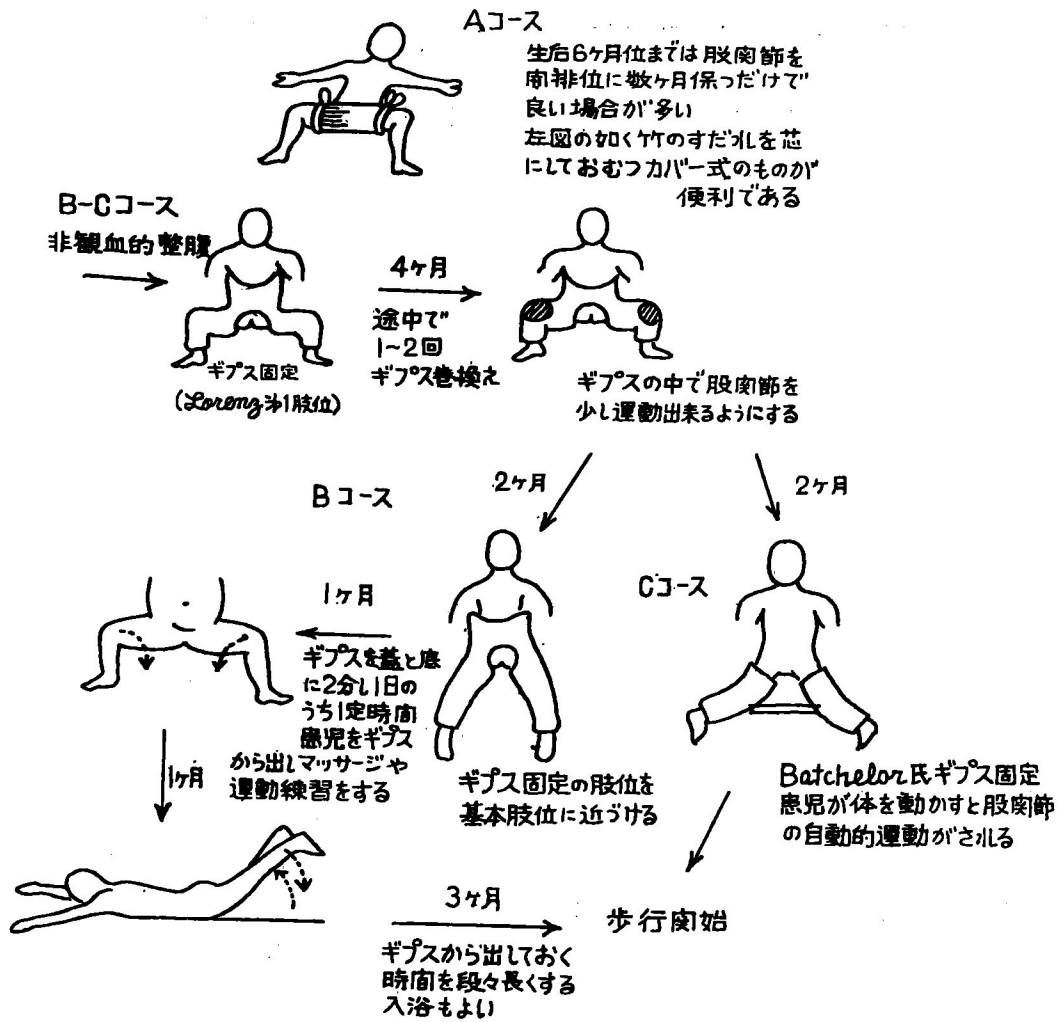 Aコース
生后6ヶ月位までは股関節を
開排位に数ヶ月保つだけで
良い場合が多い
左図の如く竹のすだれを芯
にしておむつカバー式のものが
便利である
B-Cコース
非観血的整腹
ギプス固定
(Lorenz 第1肢位)
4ヶ月
途中で
1~2回
ギプス巻換え
ギプスの中で股関節を
少し運動出来るようにする
2ヶ月
2ヶ月
Bコース
1ヶ月
ギプスを蓋と底
に2分し1日の
うち1定時間
患児をギプス
から出しマッサージや
運動練習をする
ギプス固定の肢位を
基本肢位に近づける
Cコース
Batchelor氏ギプス固定
患児が体を動かすと股関節
の自動的運動がされる
1ヶ月
3ヶ月
ギプスから出しておく
時間を段々長くする
入浴もよい
歩行開始